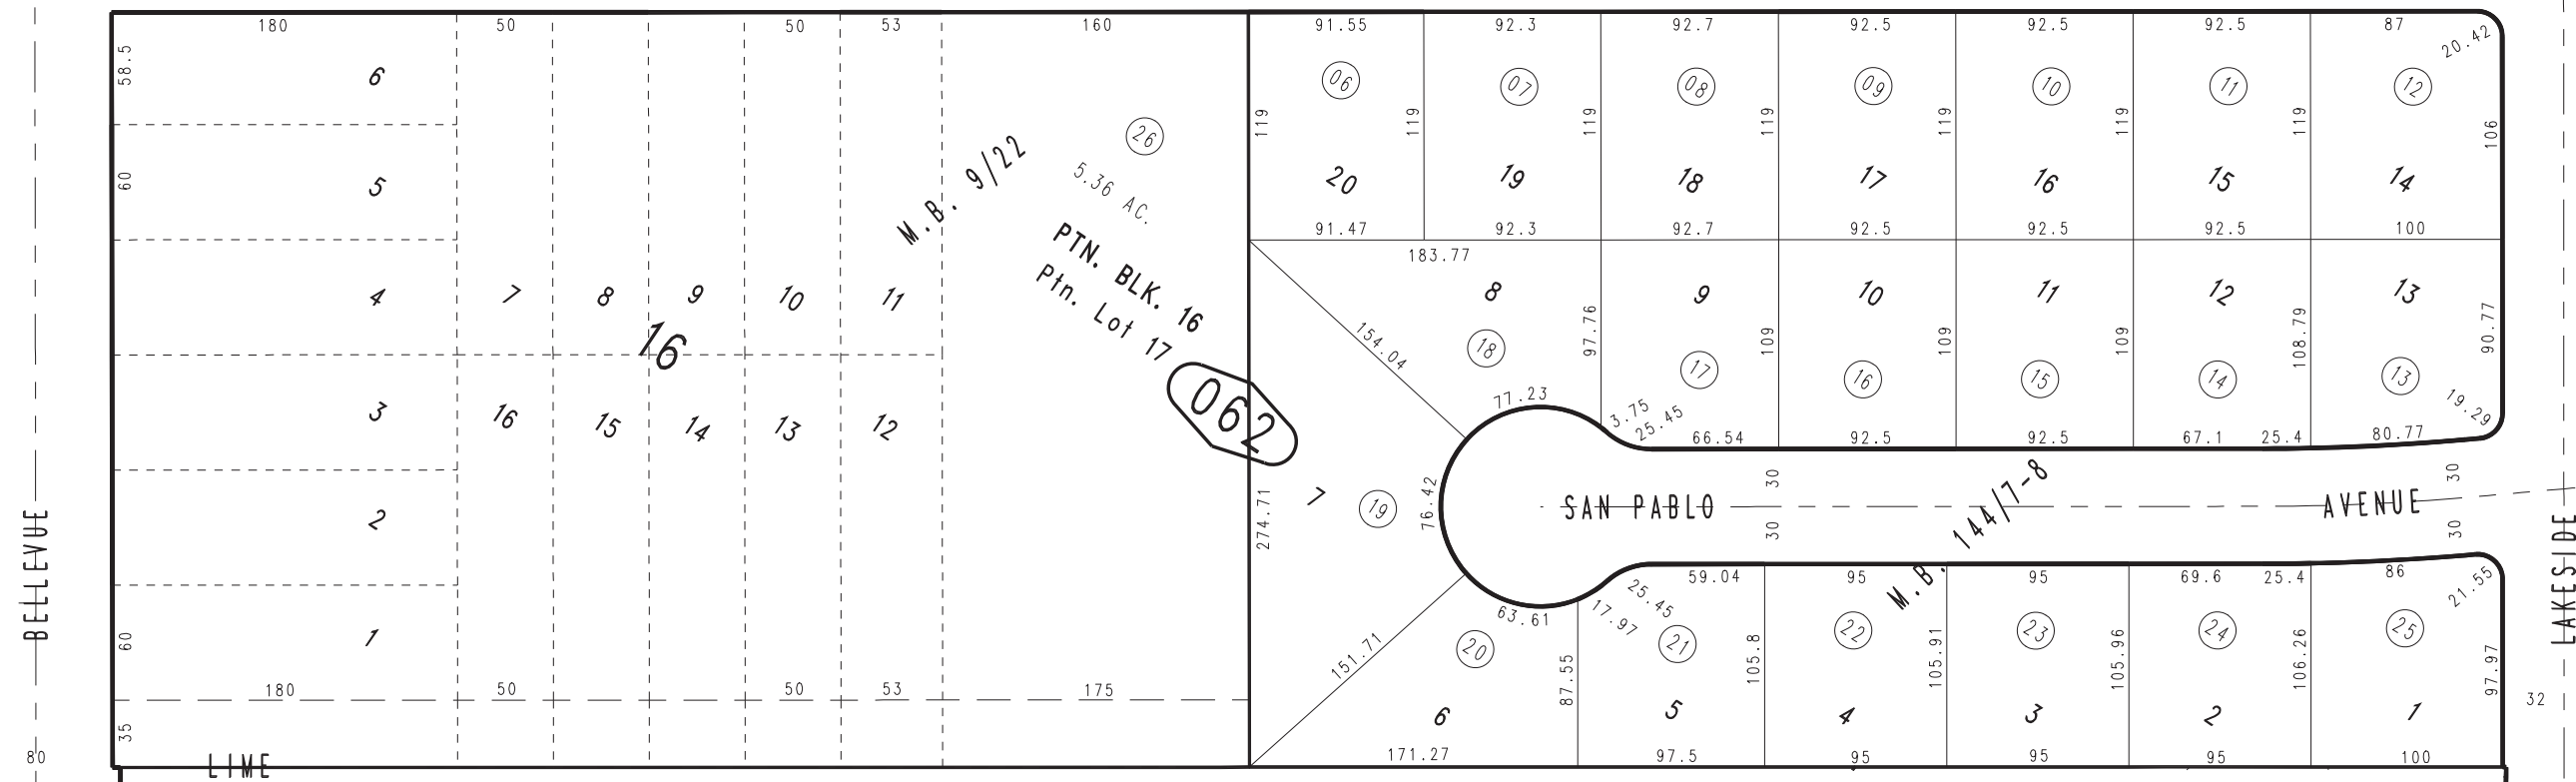 180 50 50 53 160 91.55 92.3 92.7 92.5 92.5 92.5 87
58.5 20.42
6 26 06 07 08 09 10 11 12
119 119 119 119 119 119 119 106
M.B. 9/22
5.36 AC.
60 5 20 19 18 17 16 15 14
91.47 92.3 92.7 92.5 92.5 92.5 100
PTN. BLK. 16
Ptn. Lot 17
183.77
4 7 8 9 10 11 8 9 10 11 12 13
16
154.04 18 97.76 109 109 109 108.79 90.77
17 16 15 14 13
062
3 16 15 14 13 12
77.23 3.75 25.45 19.29
66.54 92.5 92.5 67.1 25.4 80.77
274.71 7 19 76.42
30 30
SAN PABLO AVENUE
30 30
M.B. 144/7-8
2
BELLEVUE
LAKESIDE
59.04 95 95 69.6 25.4 86
63.61 17.97 25.45 21.55
60 1 151.71 20 21 22 23 24 25
87.55 105.8 105.91 105.96 106.26 97.97
180 50 50 53 175
6 5 4 3 2 1 32
35
80 LIME 171.27 97.5 95 95 95 100